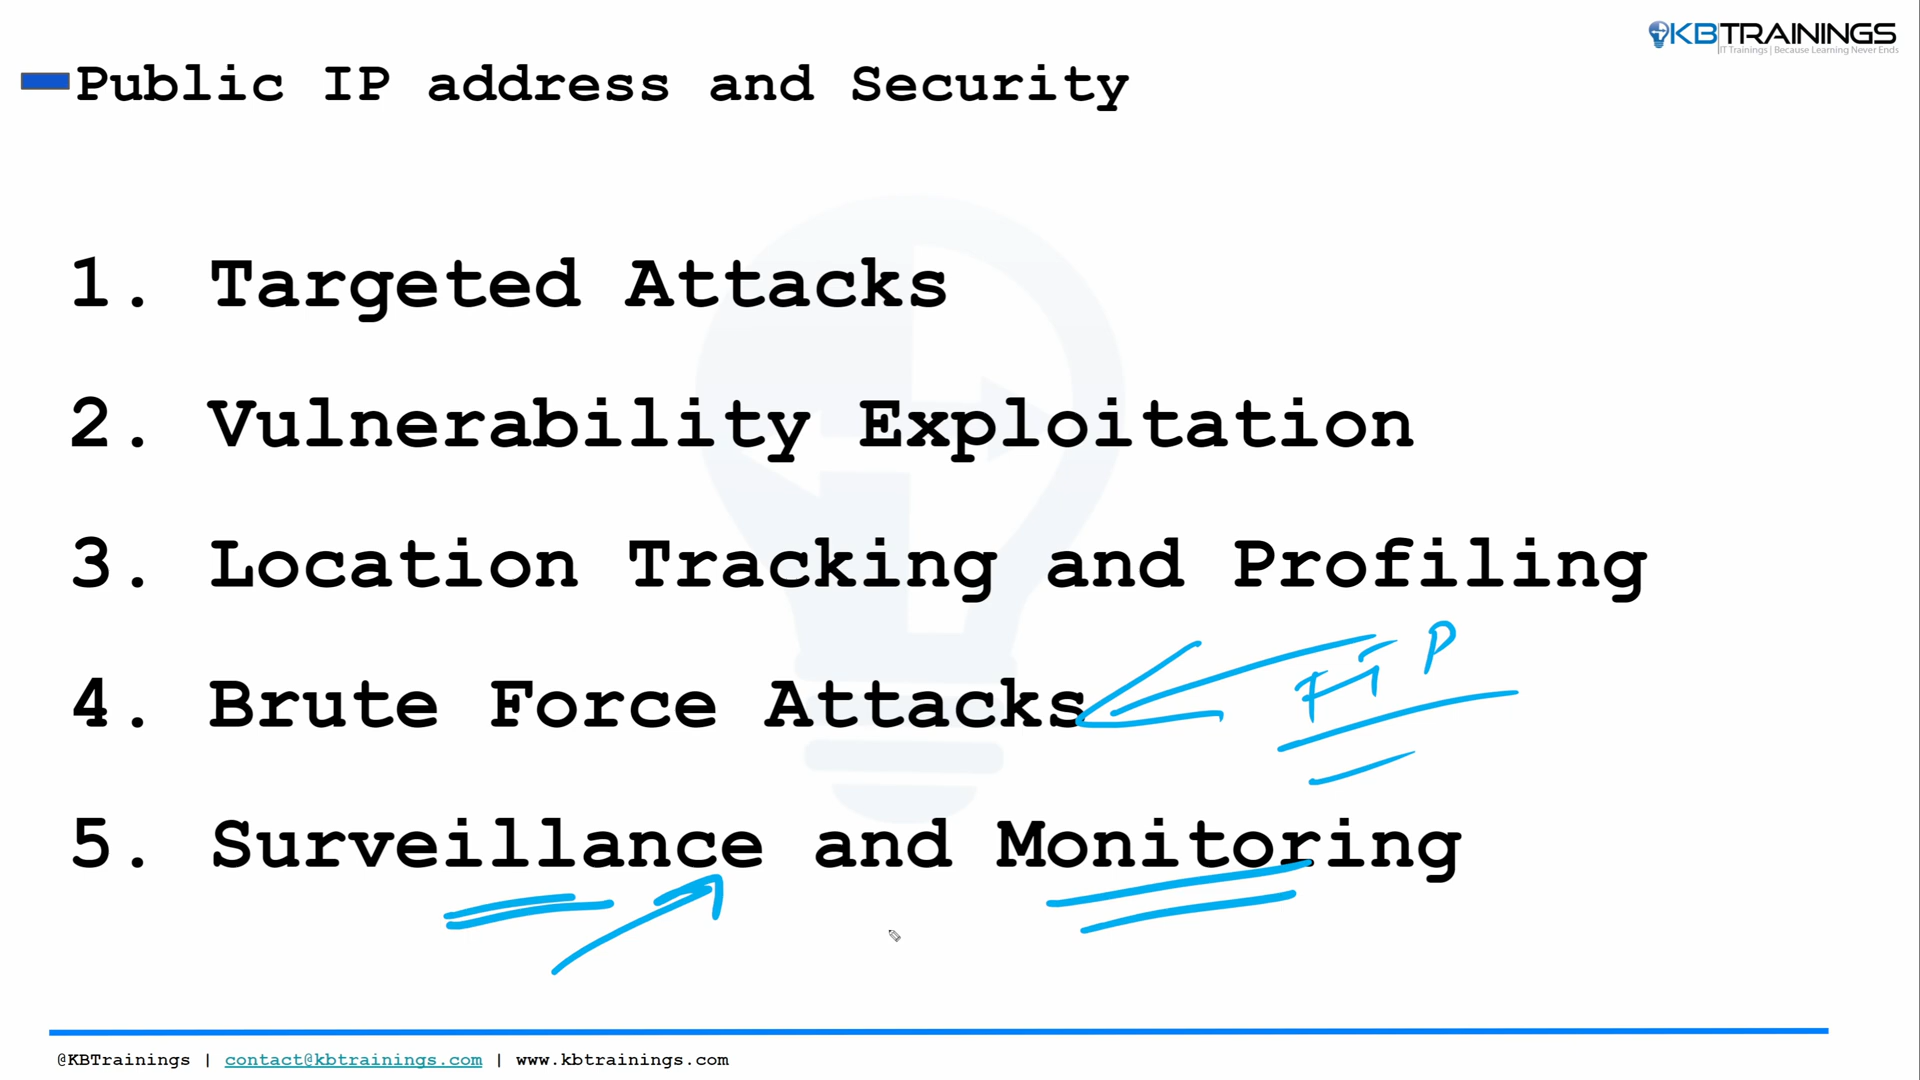 KBTRAININGS
IT Trainings | Because Learning Never Ends
Public IP address and Security
1. Targeted Attacks
2. Vulnerability Exploitation
3. Location Tracking and Profiling
4. Brute Force Attacks
5. Surveillance and Monitoring
@KBTrainings | contact@kbtrainings.com | www.kbtrainings.com